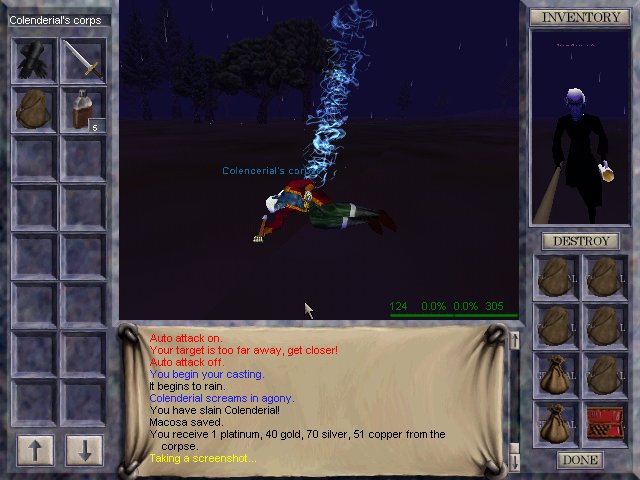 Colenderial's corps
INVENTORY
5
Colenderial's corp
DESTROY
124 0.0% 0.0% 305
Auto attack on.
Your target is too far away, get closer!
Auto attack off.
You begin your casting.
It begins to rain.
Colenderial screams in agony.
You have slain Colenderial!
Macosa saved.
You receive 1 platinum, 40 gold, 70 silver, 51 copper from the
corpse.
Taking a screenshot...
DONE